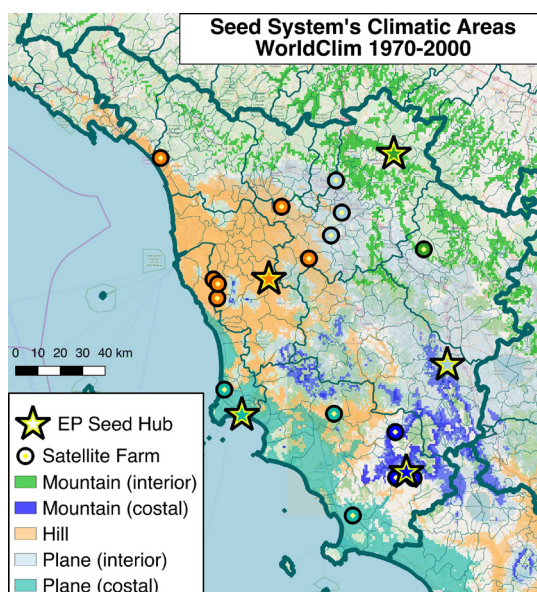 Seed System's Climatic Areas
WorldClim 1970-2000
0 10 20 30 40 km
EP Seed Hub
Satellite Farm
Mountain (interior)
Mountain (costal)
Hill
Plane (interior)
Plane (costal)